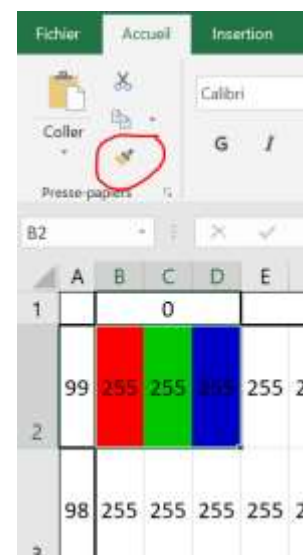 Fichier Accueil Insertion
Calibri
Coller
G I
Presse-papiers
B2
A B C D E
1 0
99 255 255 255 255 2
2
98 255 255 255 255 2
3